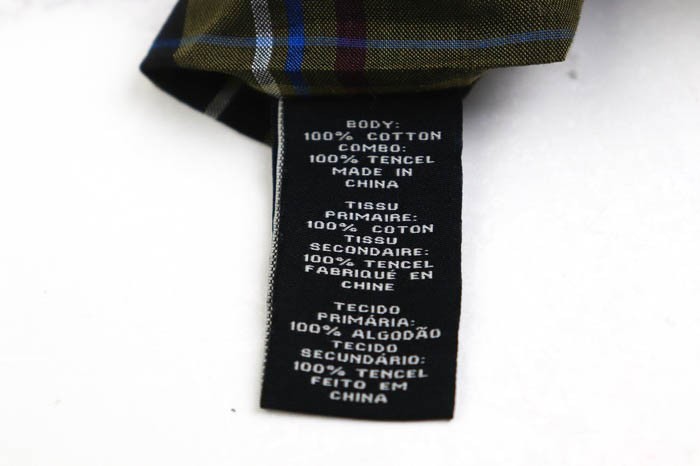 BODY:
100% COTTON
COMBO:
100% TENCEL
MADE IN
CHINA
TISSU
PRIMAIRE:
100% COTON
TISSU
SECONDAIRE:
100% TENCEL
FABRIQUÉ EN
CHINE
TECIDO
PRIMÁRIA:
100% ALGODÃO
TECIDO
SECUNDÁRIO:
100% TENCEL
FEITO EM
CHINA